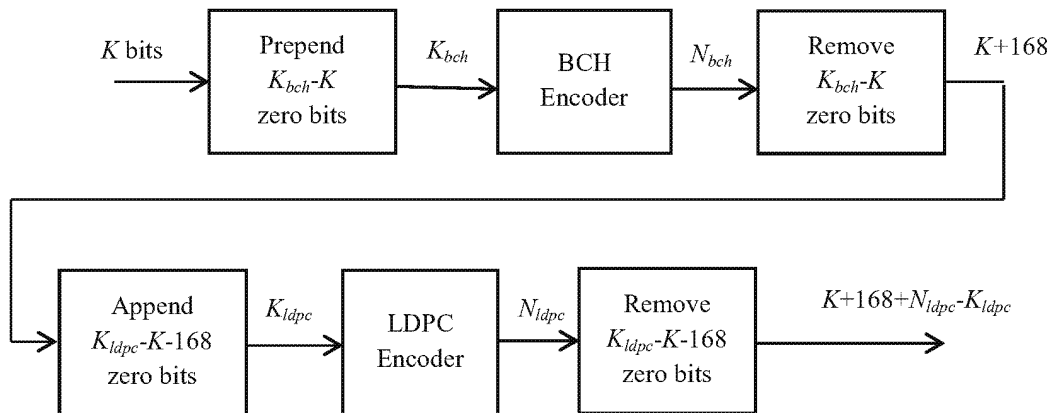 K bits
Prepend
K_bch-K
zero bits
K_bch
BCH
Encoder
N_bch
Remove
K_bch-K
zero bits
K+168
Append
K_ldpc-K-168
zero bits
K_ldpc
LDPC
Encoder
N_ldpc
Remove
K_ldpc-K-168
zero bits
K+168+N_ldpc-K_ldpc